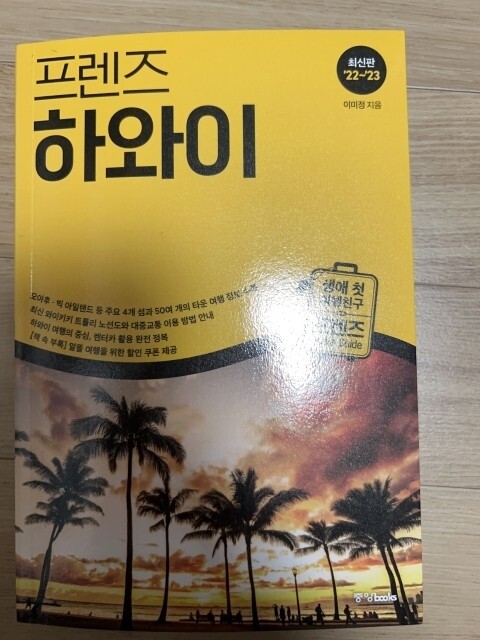 프렌즈
하와이
최신판
'22~'23
이미정 지음
오아후 · 빅 아일랜드 등 주요 4개 섬과 50여 개의 타운 여행 정보
최신 와이키키 트롤리 노선도와 대중교통 이용 방법 안내
하와이 여행의 중심, 렌터카 활용 완전 정복
[책 속 부록] 알뜰 여행을 위한 할인 쿠폰 제공
생애 첫
여행친구
프렌즈
Guide
중앙books